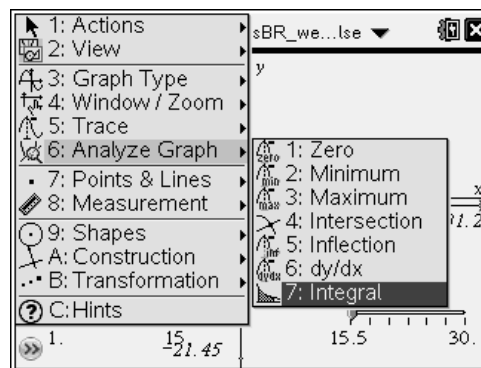 1: Actions
2: View
3: Graph Type
4: Window / Zoom
5: Trace
6: Analyze Graph
7: Points & Lines
8: Measurement
9: Shapes
A: Construction
B: Transformation
C: Hints
sBR_we...lse
y
1: Zero
2: Minimum
3: Maximum
4: Intersection
5: Inflection
6: dy/dx
7: Integral
x
31.2
1.
15
-21.45
15.5
30.